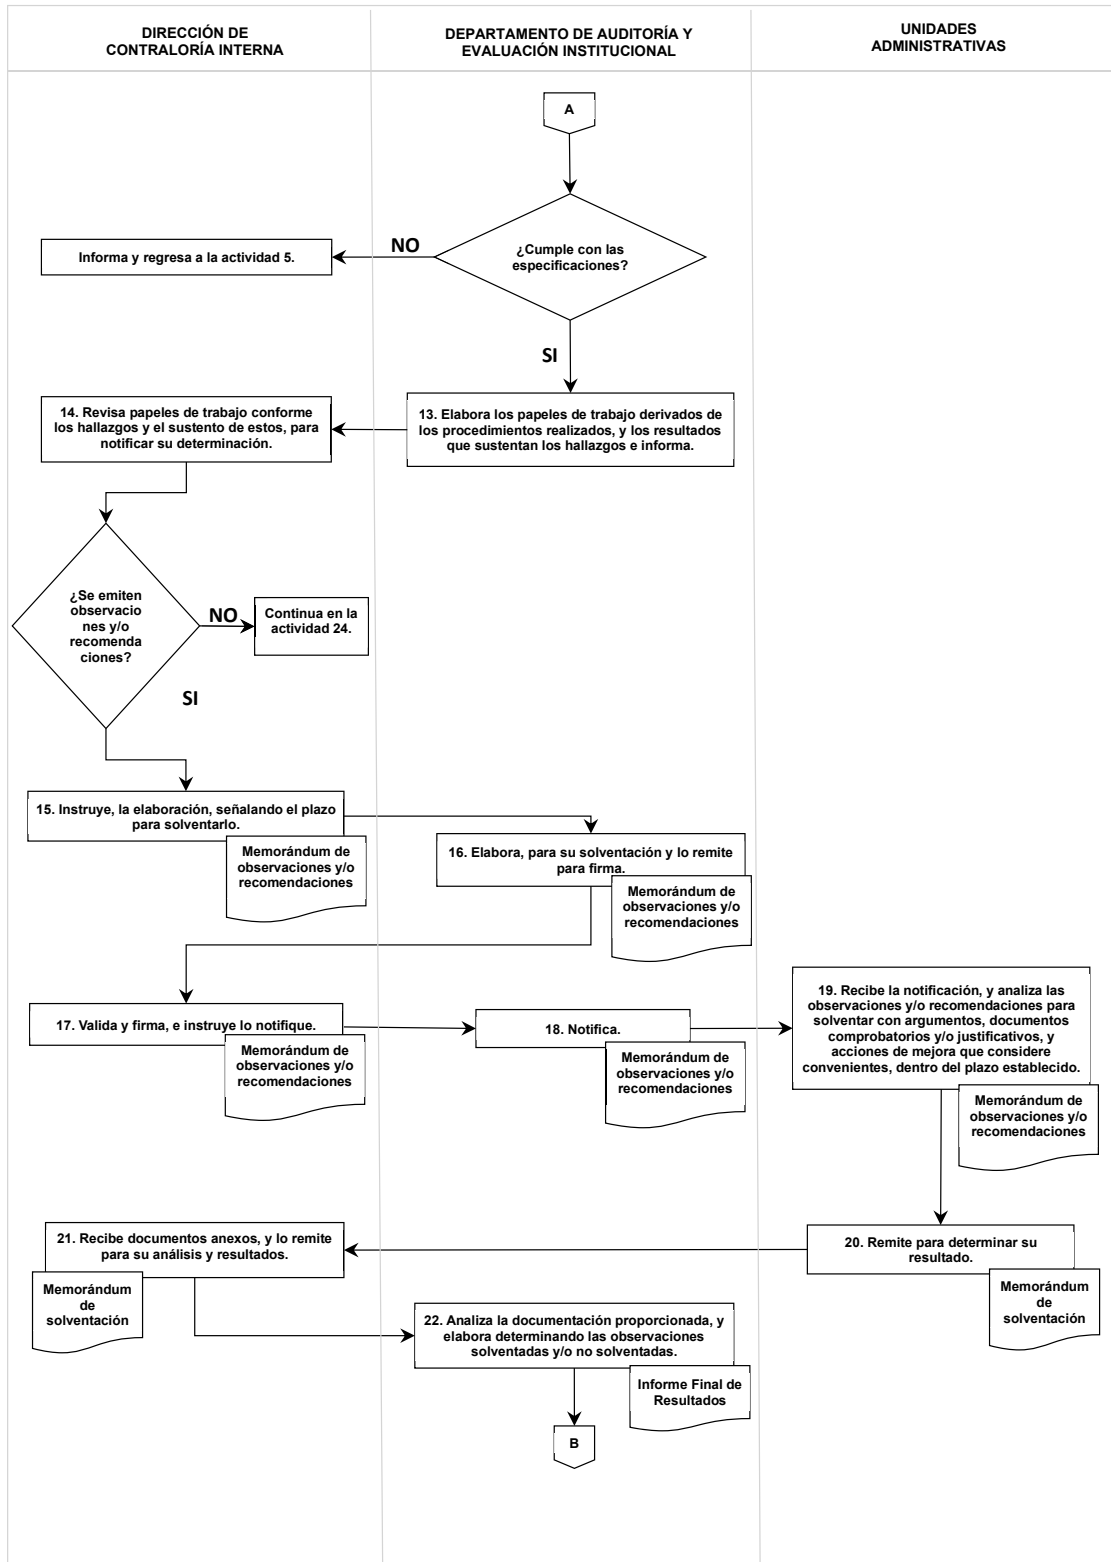 DIRECCIÓN DE
CONTRALORÍA INTERNA
DEPARTAMENTO DE AUDITORÍA Y
EVALUACIÓN INSTITUCIONAL
UNIDADES
ADMINISTRATIVAS
A
¿Cumple con las
especificaciones?
NO
Informa y regresa a la actividad 5.
SI
13. Elabora los papeles de trabajo derivados de
los procedimientos realizados, y los resultados
que sustentan los hallazgos e informa.
14. Revisa papeles de trabajo conforme
los hallazgos y el sustento de estos, para
notificar su determinación.
¿Se emiten
observacio
nes y/o
recomenda
ciones?
NO
Continua en la
actividad 24.
SI
15. Instruye, la elaboración, señalando el plazo
para solventarlo.
Memorándum de
observaciones y/o
recomendaciones
16. Elabora, para su solventación y lo remite
para firma.
Memorándum de
observaciones y/o
recomendaciones
17. Valida y firma, e instruye lo notifique.
Memorándum de
observaciones y/o
recomendaciones
18. Notifica.
Memorándum de
observaciones y/o
recomendaciones
19. Recibe la notificación, y analiza las
observaciones y/o recomendaciones para
solventar con argumentos, documentos
comprobatorios y/o justificativos, y
acciones de mejora que considere
convenientes, dentro del plazo establecido.
Memorándum de
observaciones y/o
recomendaciones
20. Remite para determinar su
resultado.
Memorándum
de
solventación
21. Recibe documentos anexos, y lo remite
para su análisis y resultados.
Memorándum
de
solventación
22. Analiza la documentación proporcionada, y
elabora determinando las observaciones
solventadas y/o no solventadas.
Informe Final de
Resultados
B